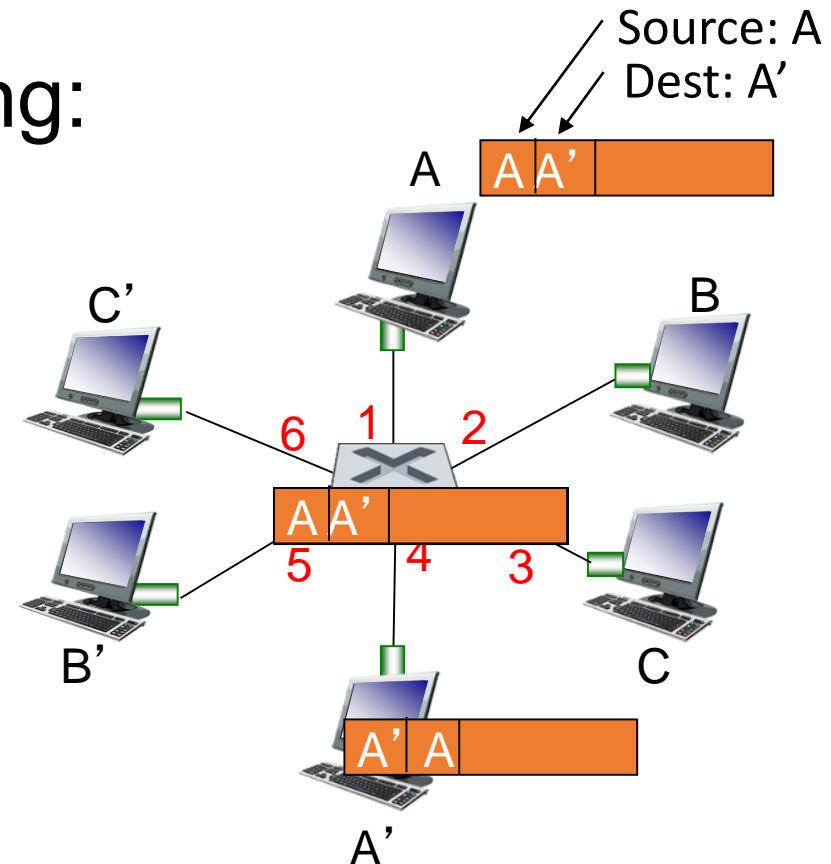 Source: A
Dest: A’
ng:
A
A A’
C’
B
6 1 2
A A’
5 4 3
B’
C
A’ A
A’